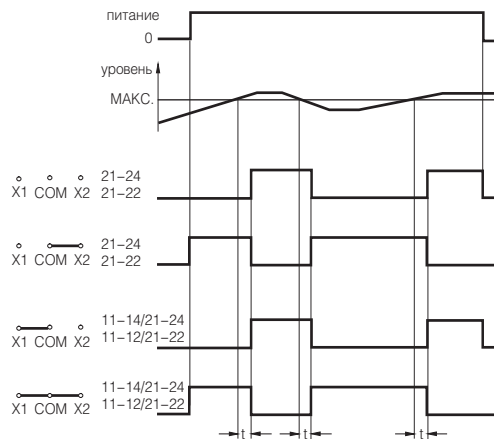 питание
0
уровень
МАКС.
21–24
X1 COM X2 21–22
21–24
X1 COM X2 21–22
11–14/21–24
X1 COM X2 11–12/21–22
11–14/21–24
X1 COM X2 11–12/21–22
t t t